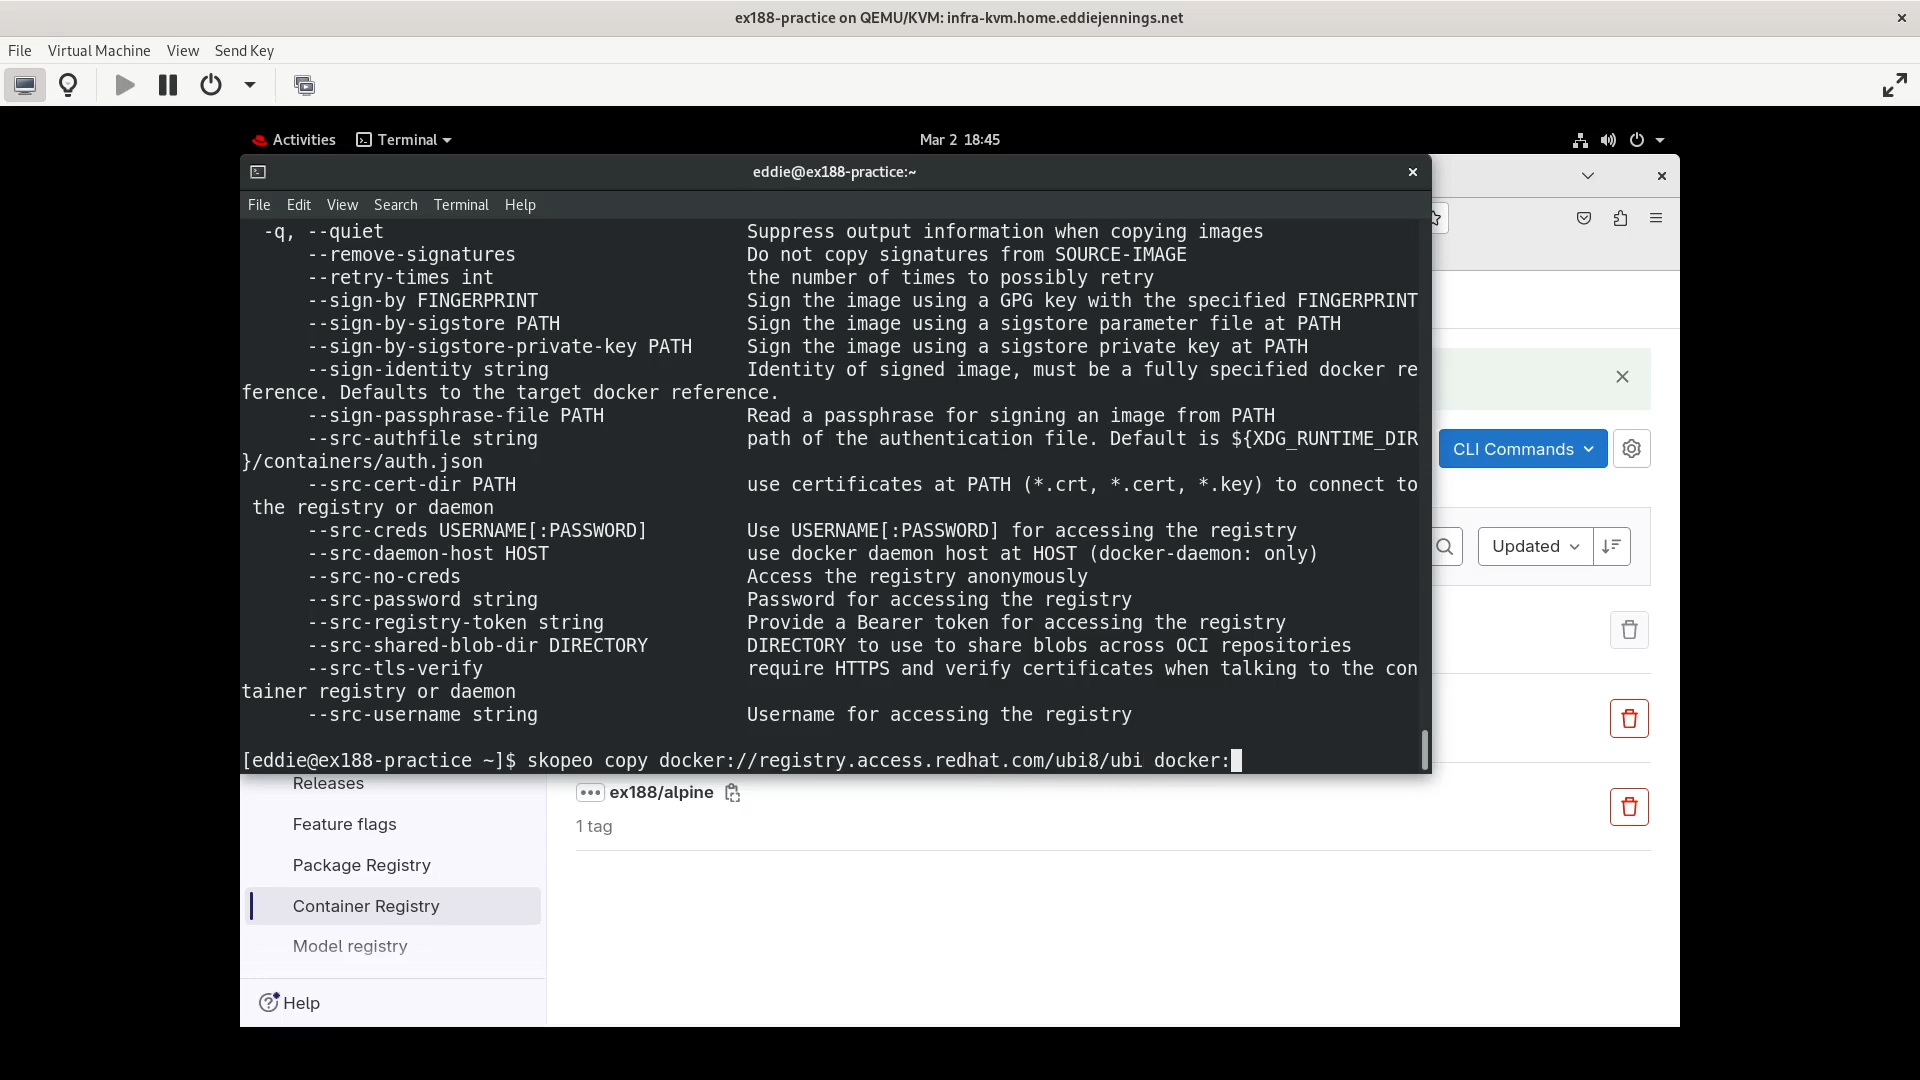 ex188-practice on QEMU/KVM: infra-kvm.home.eddiejennings.net
File Virtual Machine View Send Key
Activities Terminal Mar 2 18:45
eddie@ex188-practice:~
File Edit View Search Terminal Help
-q, --quiet Suppress output information when copying images
--remove-signatures Do not copy signatures from SOURCE-IMAGE
--retry-times int the number of times to possibly retry
--sign-by FINGERPRINT Sign the image using a GPG key with the specified FINGERPRINT
--sign-by-sigstore PATH Sign the image using a sigstore parameter file at PATH
--sign-by-sigstore-private-key PATH Sign the image using a sigstore private key at PATH
--sign-identity string Identity of signed image, must be a fully specified docker re
ference. Defaults to the target docker reference.
--sign-passphrase-file PATH Read a passphrase for signing an image from PATH
--src-authfile string path of the authentication file. Default is ${XDG_RUNTIME_DIR
}/containers/auth.json
--src-cert-dir PATH use certificates at PATH (*.crt, *.cert, *.key) to connect to
the registry or daemon
--src-creds USERNAME[:PASSWORD] Use USERNAME[:PASSWORD] for accessing the registry
--src-daemon-host HOST use docker daemon host at HOST (docker-daemon: only)
--src-no-creds Access the registry anonymously
--src-password string Password for accessing the registry
--src-registry-token string Provide a Bearer token for accessing the registry
--src-shared-blob-dir DIRECTORY DIRECTORY to use to share blobs across OCI repositories
--src-tls-verify require HTTPS and verify certificates when talking to the con
tainer registry or daemon
--src-username string Username for accessing the registry
[eddie@ex188-practice ~]$ skopeo copy docker://registry.access.redhat.com/ubi8/ubi docker:
CLI Commands
Updated
Releases
Feature flags
Package Registry
Container Registry
Model registry
Help
ex188/alpine
1 tag